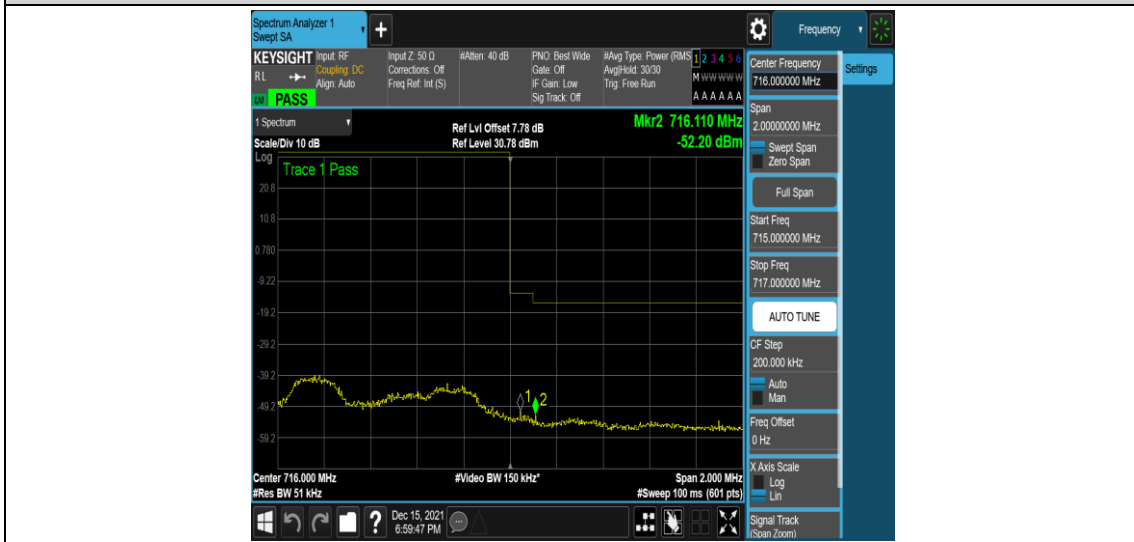 Spectrum Analyzer 1
Swept SA
+
Frequency
KEYSIGHT
RL
LXI
PASS
Input: RF
Coupling: DC
Align: Auto
Input Z: 50 Ω
Corrections: Off
Freq Ref: Int (S)
#Atten: 40 dB
PNO: Best Wide
Gate: Off
IF Gain: Low
Sig Track: Off
#Avg Type: Power (RMS
Avg|Hold: 30/30
Trig: Free Run
1 2 3 4 5 6
M W W W W W
A A A A A A
1 Spectrum
Scale/Div 10 dB
Ref Lvl Offset 7.78 dB
Ref Level 30.78 dBm
Mkr2 716.110 MHz
-52.20 dBm
Log
Trace 1 Pass
20.8
10.8
0.780
-9.22
-19.2
-29.2
-39.2
-49.2
-59.2
1
2
Center 716.000 MHz
#Res BW 51 kHz
#Video BW 150 kHz*
Span 2.000 MHz
#Sweep 100 ms (601 pts)
?
Dec 15, 2021
6:59:47 PM
Center Frequency
716.000000 MHz
Settings
Span
2.00000000 MHz
Swept Span
Zero Span
Full Span
Start Freq
715.000000 MHz
Stop Freq
717.000000 MHz
AUTO TUNE
CF Step
200.000 kHz
Auto
Man
Freq Offset
0 Hz
X Axis Scale
Log
Lin
Signal Track
(Span Zoom)